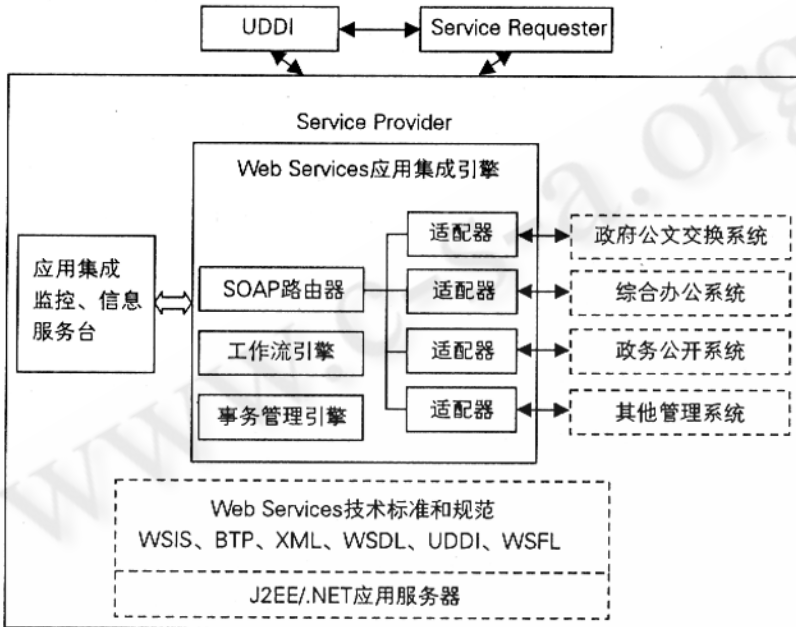 UDDI
Service Requester
Service Provider
Web Services应用集成引擎
应用集成
监控、信息
服务台
SOAP路由器
工作流引擎
事务管理引擎
适配器
政府公文交换系统
适配器
综合办公系统
适配器
政务公开系统
适配器
其他管理系统
Web Services技术标准和规范
WSIS、BTP、XML、WSDL、UDDI、WSFL
J2EE/.NET应用服务器
www.c-s-a.org